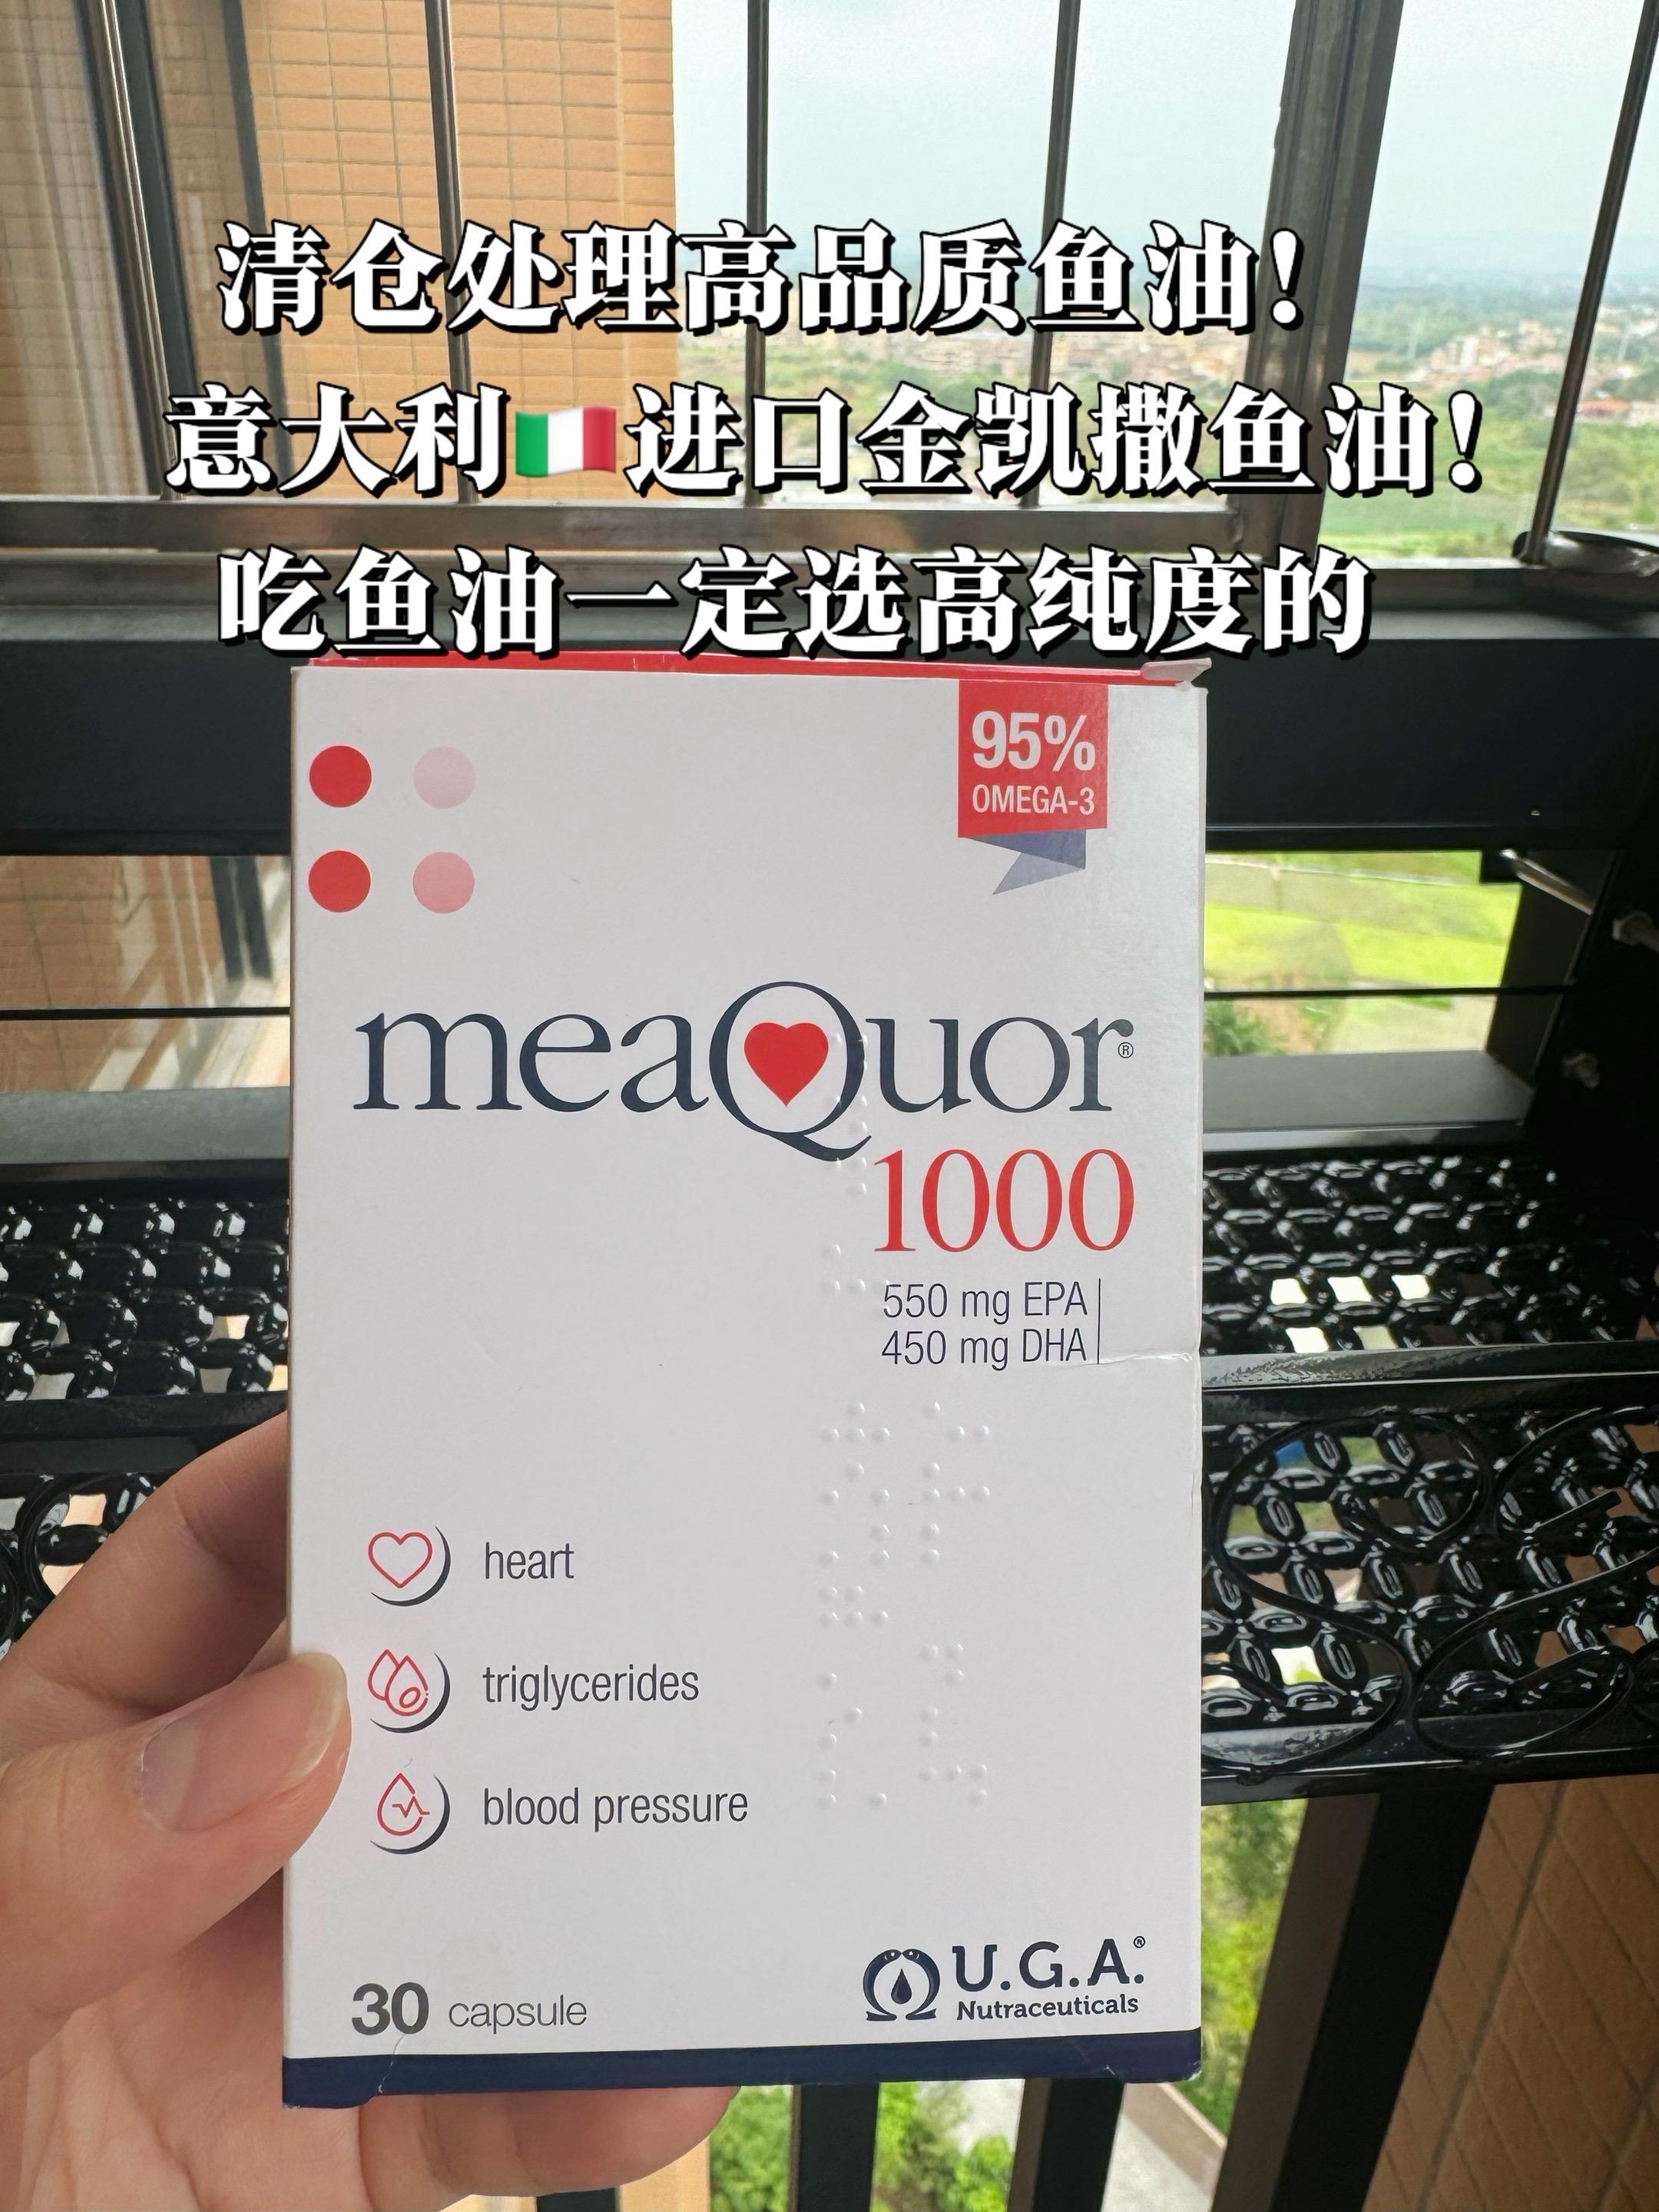 清仓处理高品质鱼油！
意大利🇮🇹进口金凯撒鱼油！
吃鱼油一定选高纯度的
95%
OMEGA-3
meaQuor®
1000
550 mg EPA
450 mg DHA
heart
triglycerides
blood pressure
30 capsule
U.G.A.®
Nutraceuticals